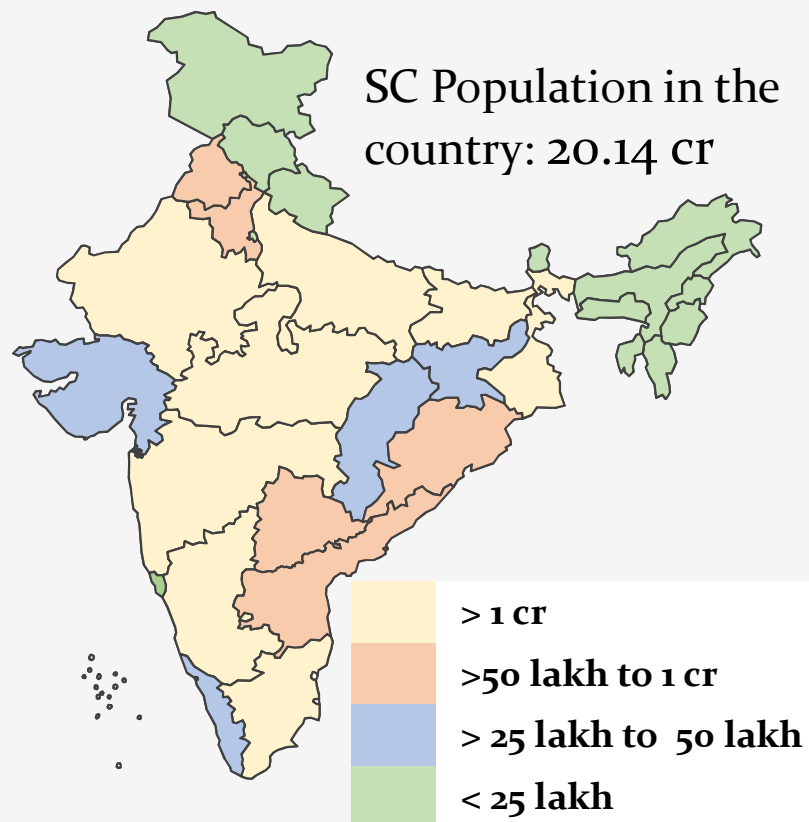 SC Population in the
country: 20.14 cr
> 1 cr
>50 lakh to 1 cr
> 25 lakh to 50 lakh
< 25 lakh